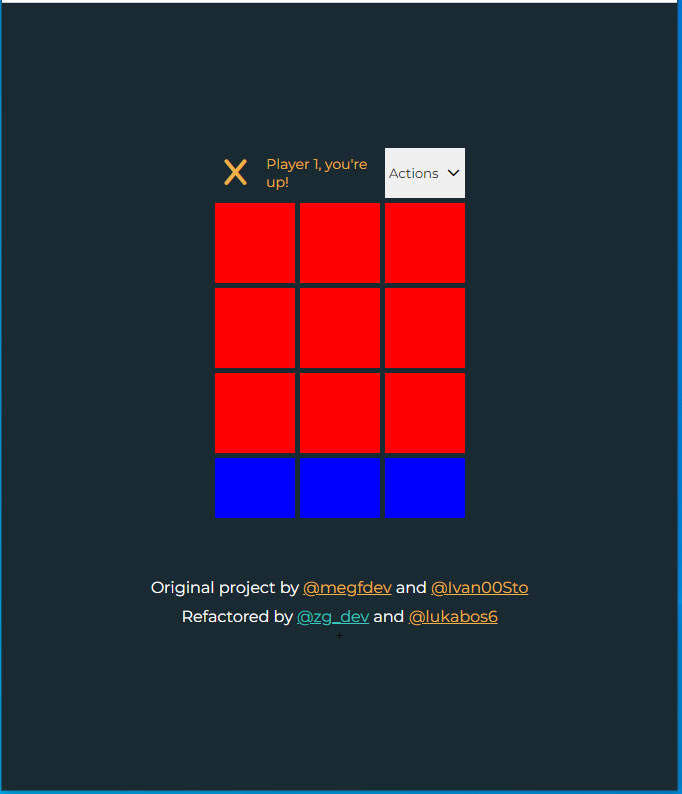 Player 1, you're
up!
Actions
Original project by @megfdev and @Ivan00Sto
Refactored by @zg_dev and @lukabos6